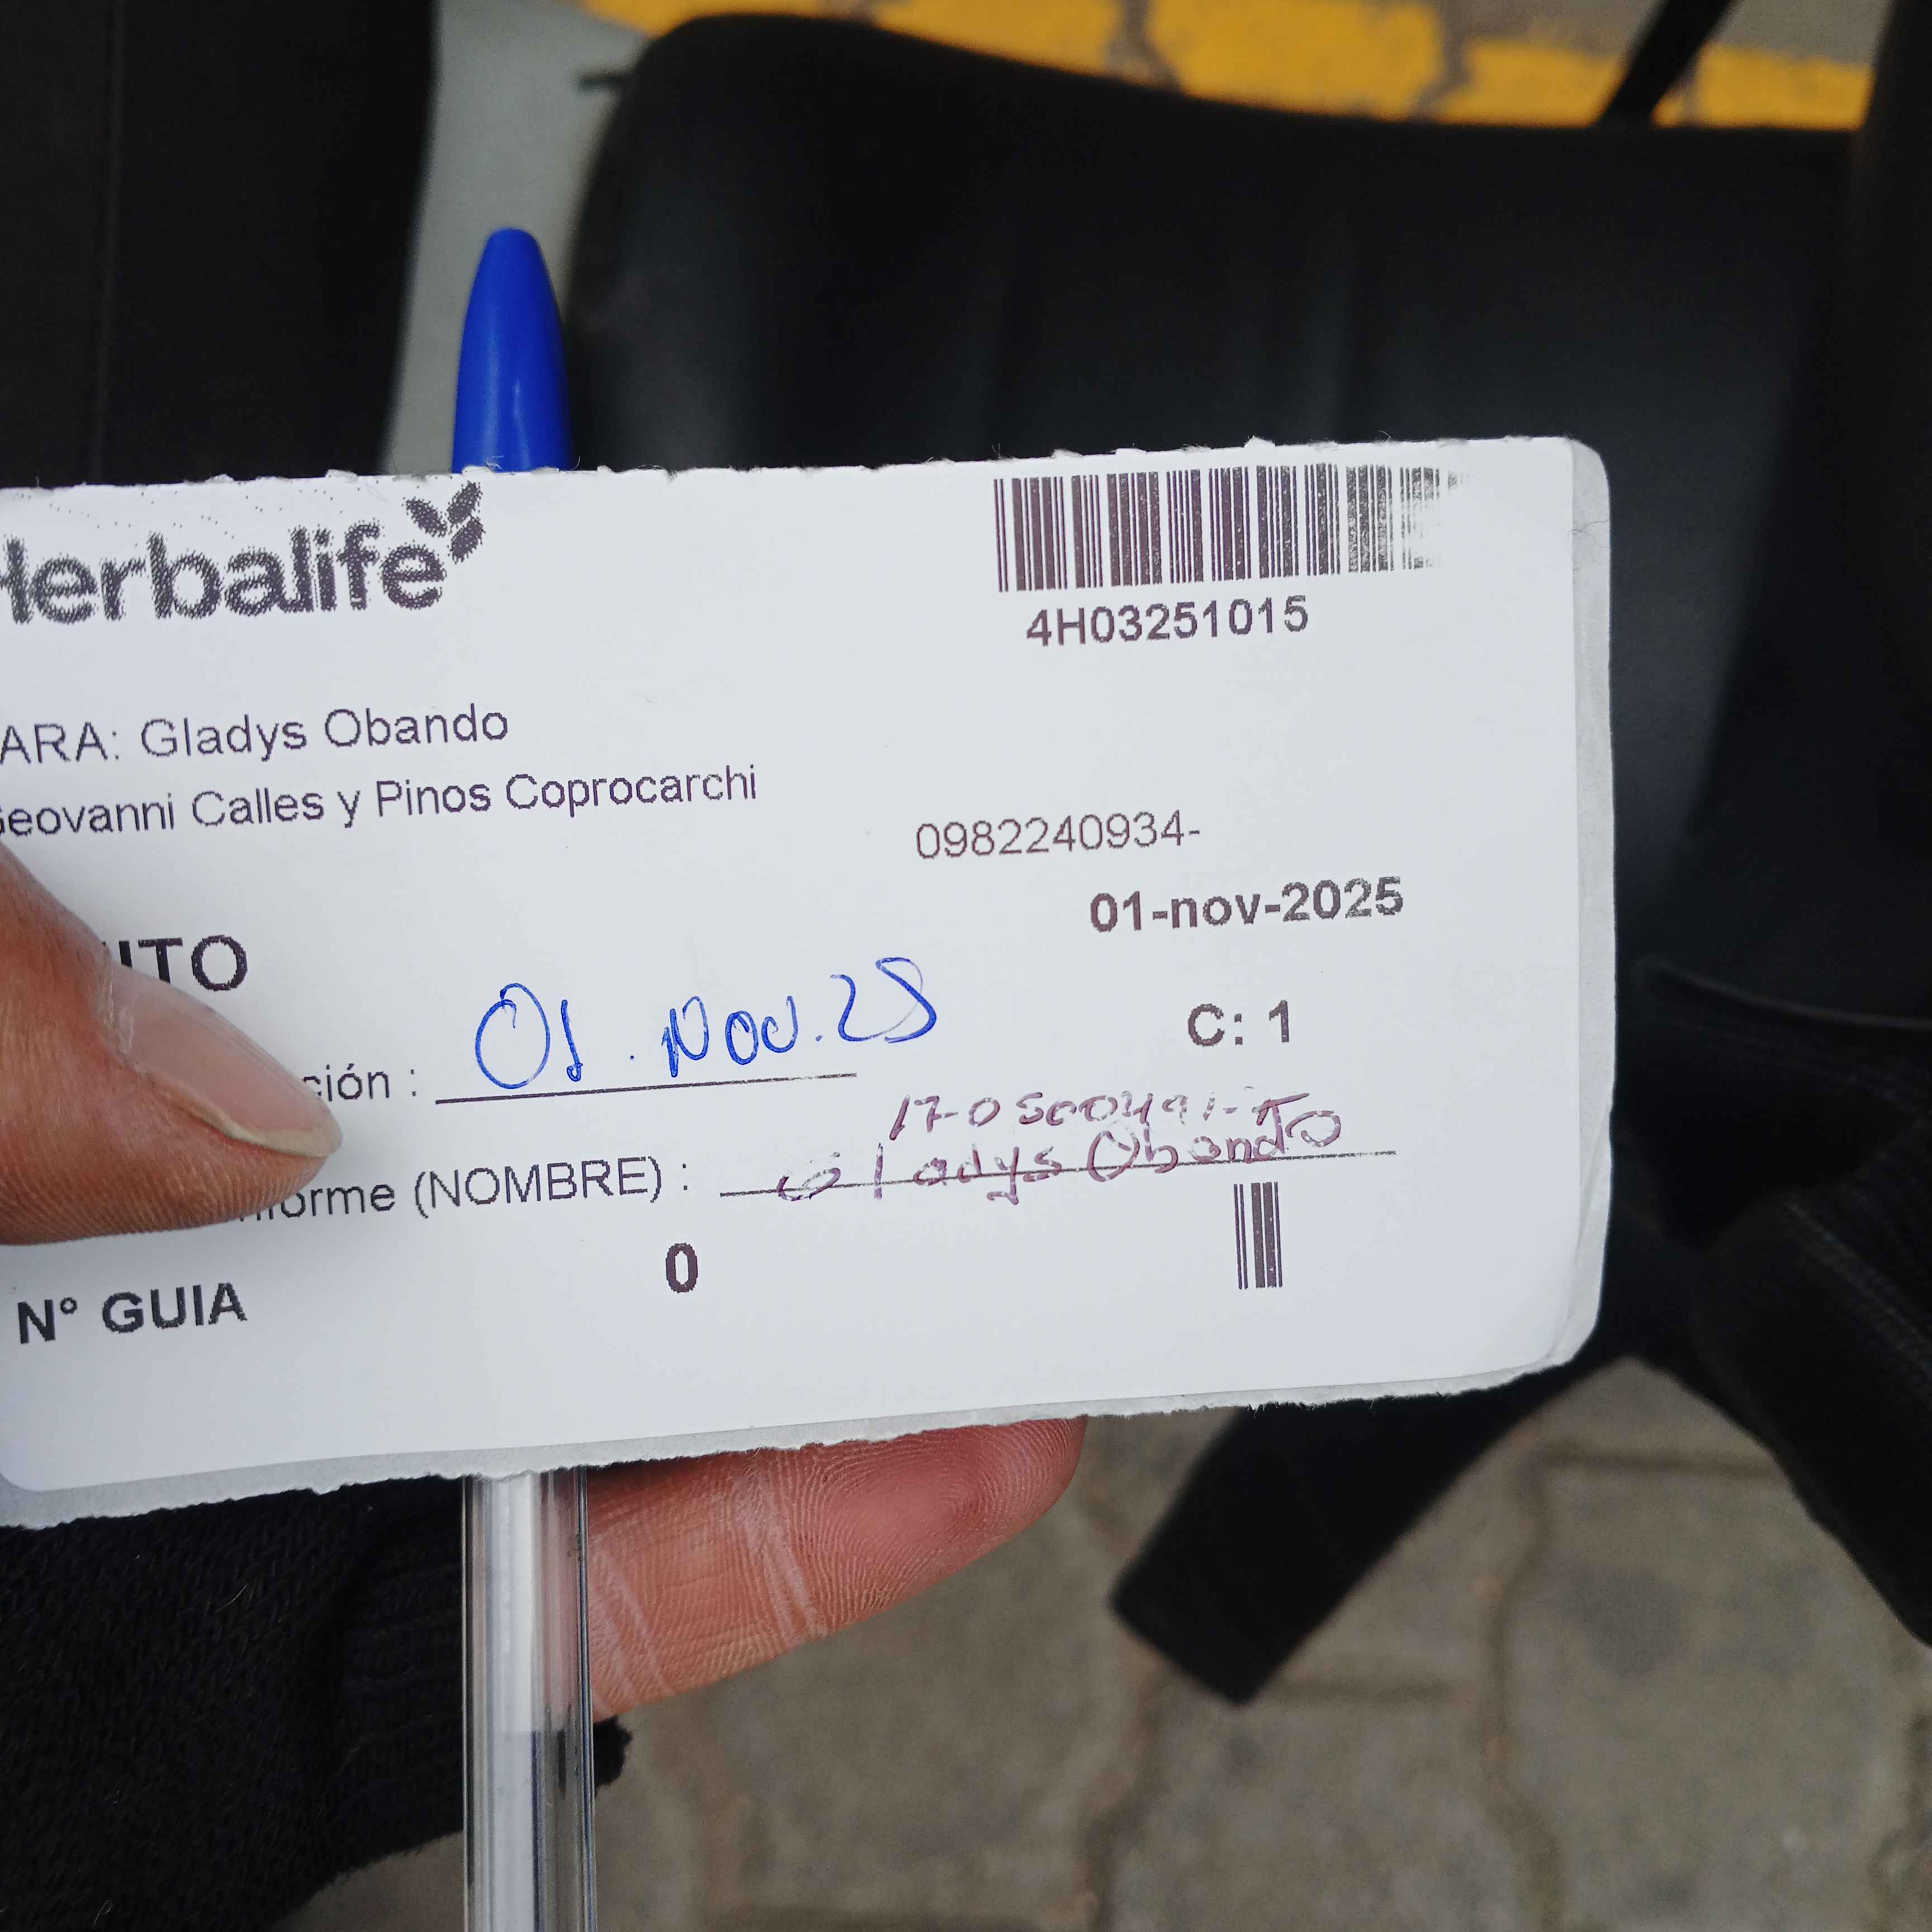 Herbalife
4H03251015
ARA: Gladys Obando
Geovanni Calles y Pinos Coprocarchi
0982240934-
01-nov-2025
ITO
C: 1
ción : 01. Nov. 25
orme (NOMBRE) : Gladys Obando
N° GUIA 0